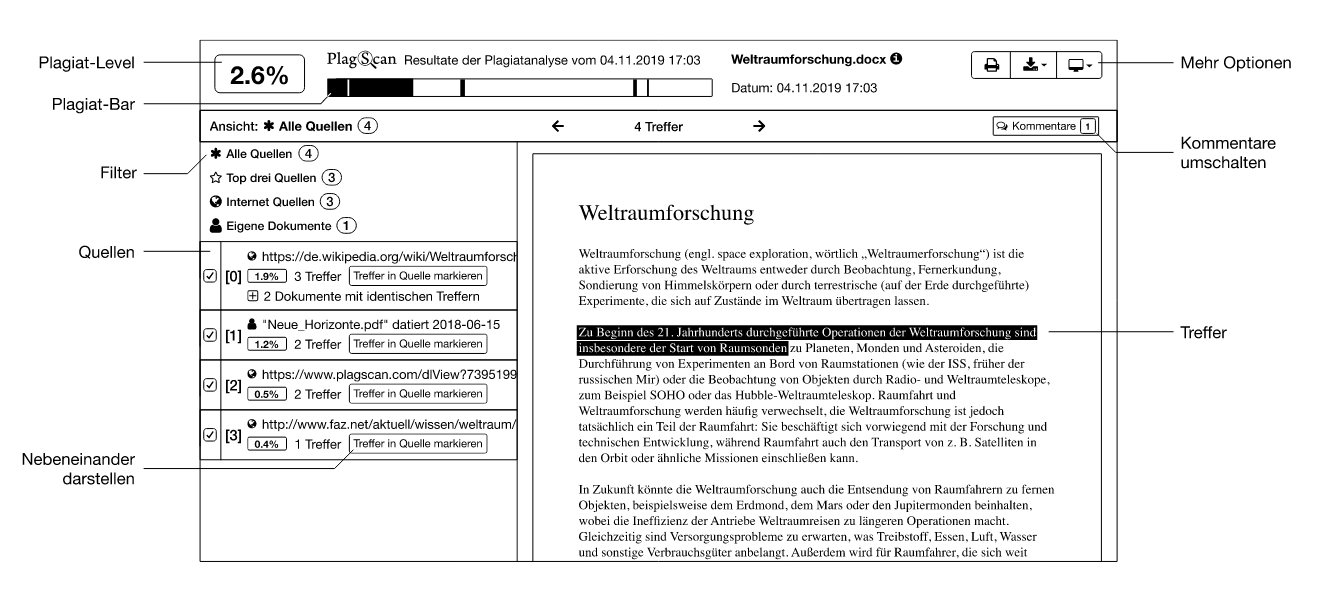 Plagiat-Level
2.6%
PlagScan Resultate der Plagiatanalyse vom 04.11.2019 17:03
Weltraumforschung.docx
Mehr Optionen
Plagiat-Bar
Datum: 04.11.2019 17:03
Ansicht: ✱ Alle Quellen 4
← 4 Treffer →
Kommentare 1
Kommentare
umschalten
Filter
✱ Alle Quellen 4
Top drei Quellen 3
Internet Quellen 3
Eigene Dokumente 1
Quellen
https://de.wikipedia.org/wiki/Weltraumforsch
[0] 1.9% 3 Treffer Treffer in Quelle markieren
2 Dokumente mit identischen Treffern
"Neue_Horizonte.pdf" datiert 2018-06-15
[1] 1.2% 2 Treffer Treffer in Quelle markieren
https://www.plagscan.com/dlView?7395199
[2] 0.5% 2 Treffer Treffer in Quelle markieren
http://www.faz.net/aktuell/wissen/weltraum/
[3] 0.4% 1 Treffer Treffer in Quelle markieren
Nebeneinander
darstellen
Weltraumforschung
Weltraumforschung (engl. space exploration, wörtlich „Weltraumerforschung“) ist die
aktive Erforschung des Weltraums entweder durch Beobachtung, Fernerkundung,
Sondierung von Himmelskörpern oder durch terrestrische (auf der Erde durchgeführte)
Experimente, die sich auf Zustände im Weltraum übertragen lassen.
Zu Beginn des 21. Jahrhunderts durchgeführte Operationen der Weltraumforschung sind
insbesondere der Start von Raumsonden zu Planeten, Monden und Asteroiden, die
Durchführung von Experimenten an Bord von Raumstationen (wie der ISS, früher der
russischen Mir) oder die Beobachtung von Objekten durch Radio- und Weltraumteleskope,
zum Beispiel SOHO oder das Hubble-Weltraumteleskop. Raumfahrt und
Weltraumforschung werden häufig verwechselt, die Weltraumforschung ist jedoch
tatsächlich ein Teil der Raumfahrt: Sie beschäftigt sich vorwiegend mit der Forschung und
technischen Entwicklung, während Raumfahrt auch den Transport von z. B. Satelliten in
den Orbit oder ähnliche Missionen einschließen kann.
In Zukunft könnte die Weltraumforschung auch die Entsendung von Raumfahrern zu fernen
Objekten, beispielsweise dem Erdmond, dem Mars oder den Jupitermonden beinhalten,
wobei die Ineffizienz der Antriebe Weltraumreisen zu längeren Operationen macht.
Gleichzeitig sind Versorgungsprobleme zu erwarten, was Treibstoff, Essen, Luft, Wasser
und sonstige Verbrauchsgüter anbelangt. Außerdem wird für Raumfahrer, die sich weit
Treffer